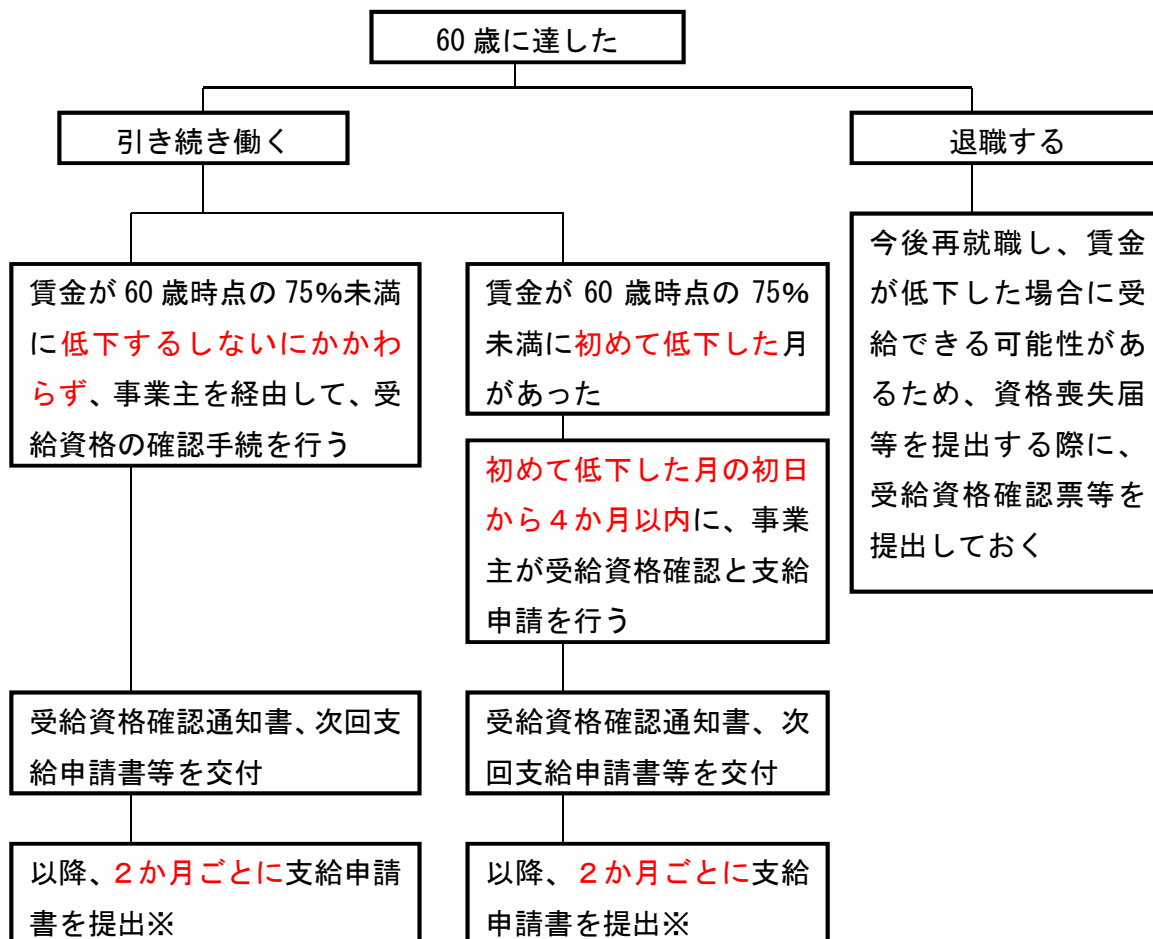 60 歳に達した
引き続き働く
退職する
賃金が 60 歳時点の 75%未満
に低下するしないにかかわ
らず、事業主を経由して、受
給資格の確認手続を行う
賃金が 60 歳時点の 75%
未満に初めて低下した月
があった
初めて低下した月の初日
から４か月以内に、事業
主が受給資格確認と支給
申請を行う
今後再就職し、賃金
が低下した場合に受
給できる可能性があ
るため、資格喪失届
等を提出する際に、
受給資格確認票等を
提出しておく
受給資格確認通知書、次回支
給申請書等を交付
受給資格確認通知書、次
回支給申請書等を交付
以降、２か月ごとに支給申請
書を提出※
以降、２か月ごとに支給
申請書を提出※